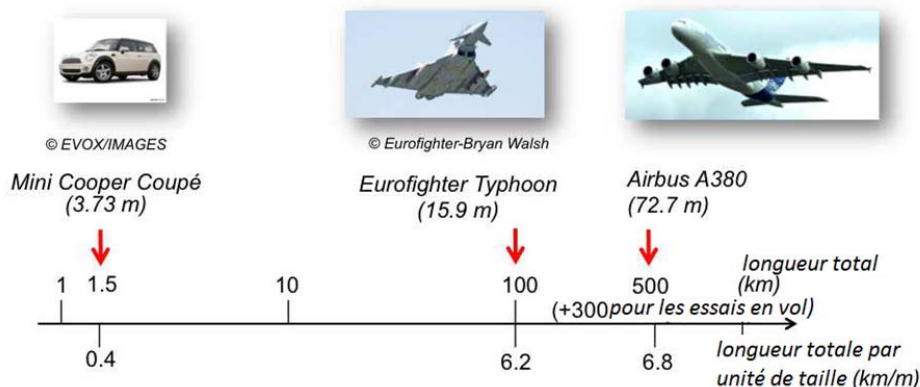 © EVOX/IMAGES
© Eurofighter-Bryan Walsh
Mini Cooper Coupé
(3.73 m)
Eurofighter Typhoon
(15.9 m)
Airbus A380
(72.7 m)
longueur total
(km)
1 1.5 10 100 500
(+300 pour les essais en vol)
0.4 6.2 6.8
longueur totale par
unité de taille (km/m)